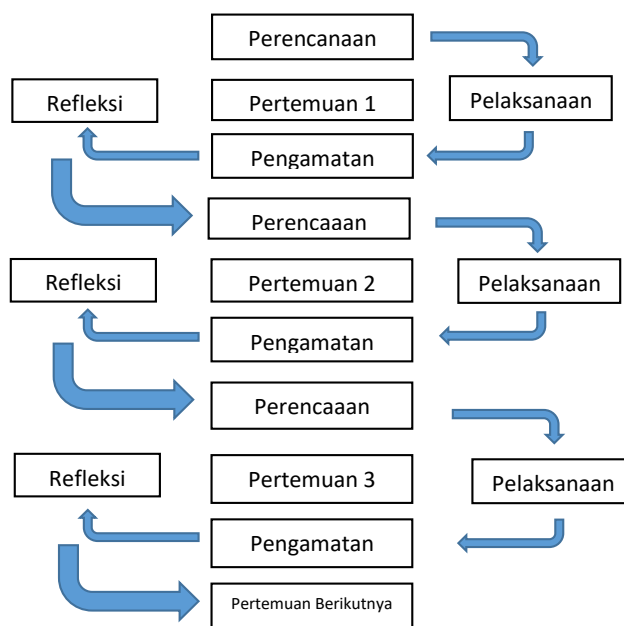 Perencanaan
Refleksi
Pertemuan 1
Pelaksanaan
Pengamatan
Perencaaan
Refleksi
Pertemuan 2
Pelaksanaan
Pengamatan
Perencaaan
Refleksi
Pertemuan 3
Pelaksanaan
Pengamatan
Pertemuan Berikutnya